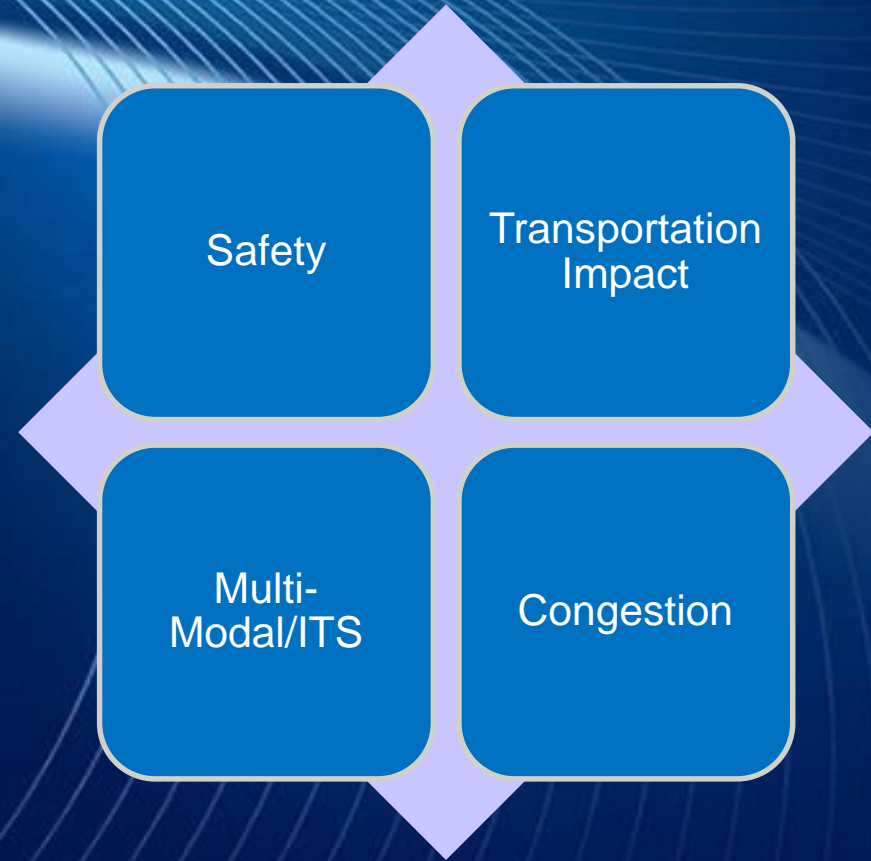 Safety
Transportation
Impact
Multi-
Modal/ITS
Congestion